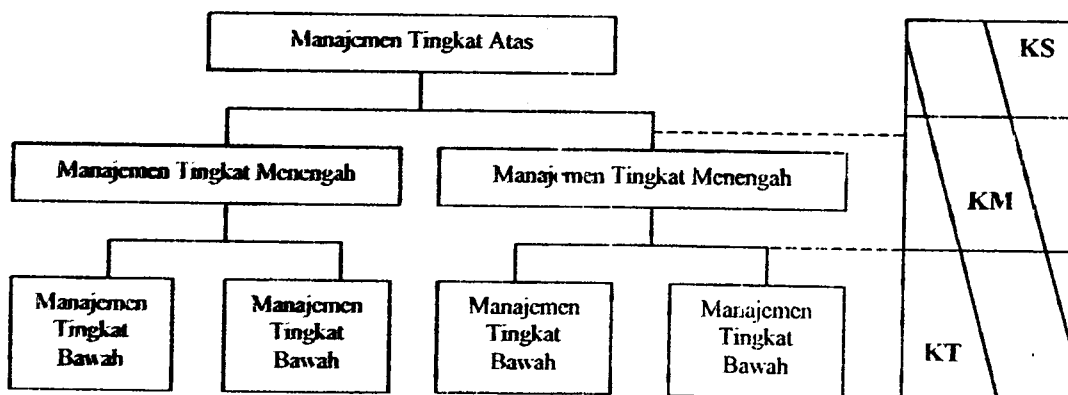 Manajemen Tingkat Atas
KS
Manajemen Tingkat Menengah
Manajemen Tingkat Menengah
KM
Manajemen
Tingkat
Bawah
Manajemen
Tingkat
Bawah
Manajemen
Tingkat
Bawah
Manajemen
Tingkat
Bawah
KT